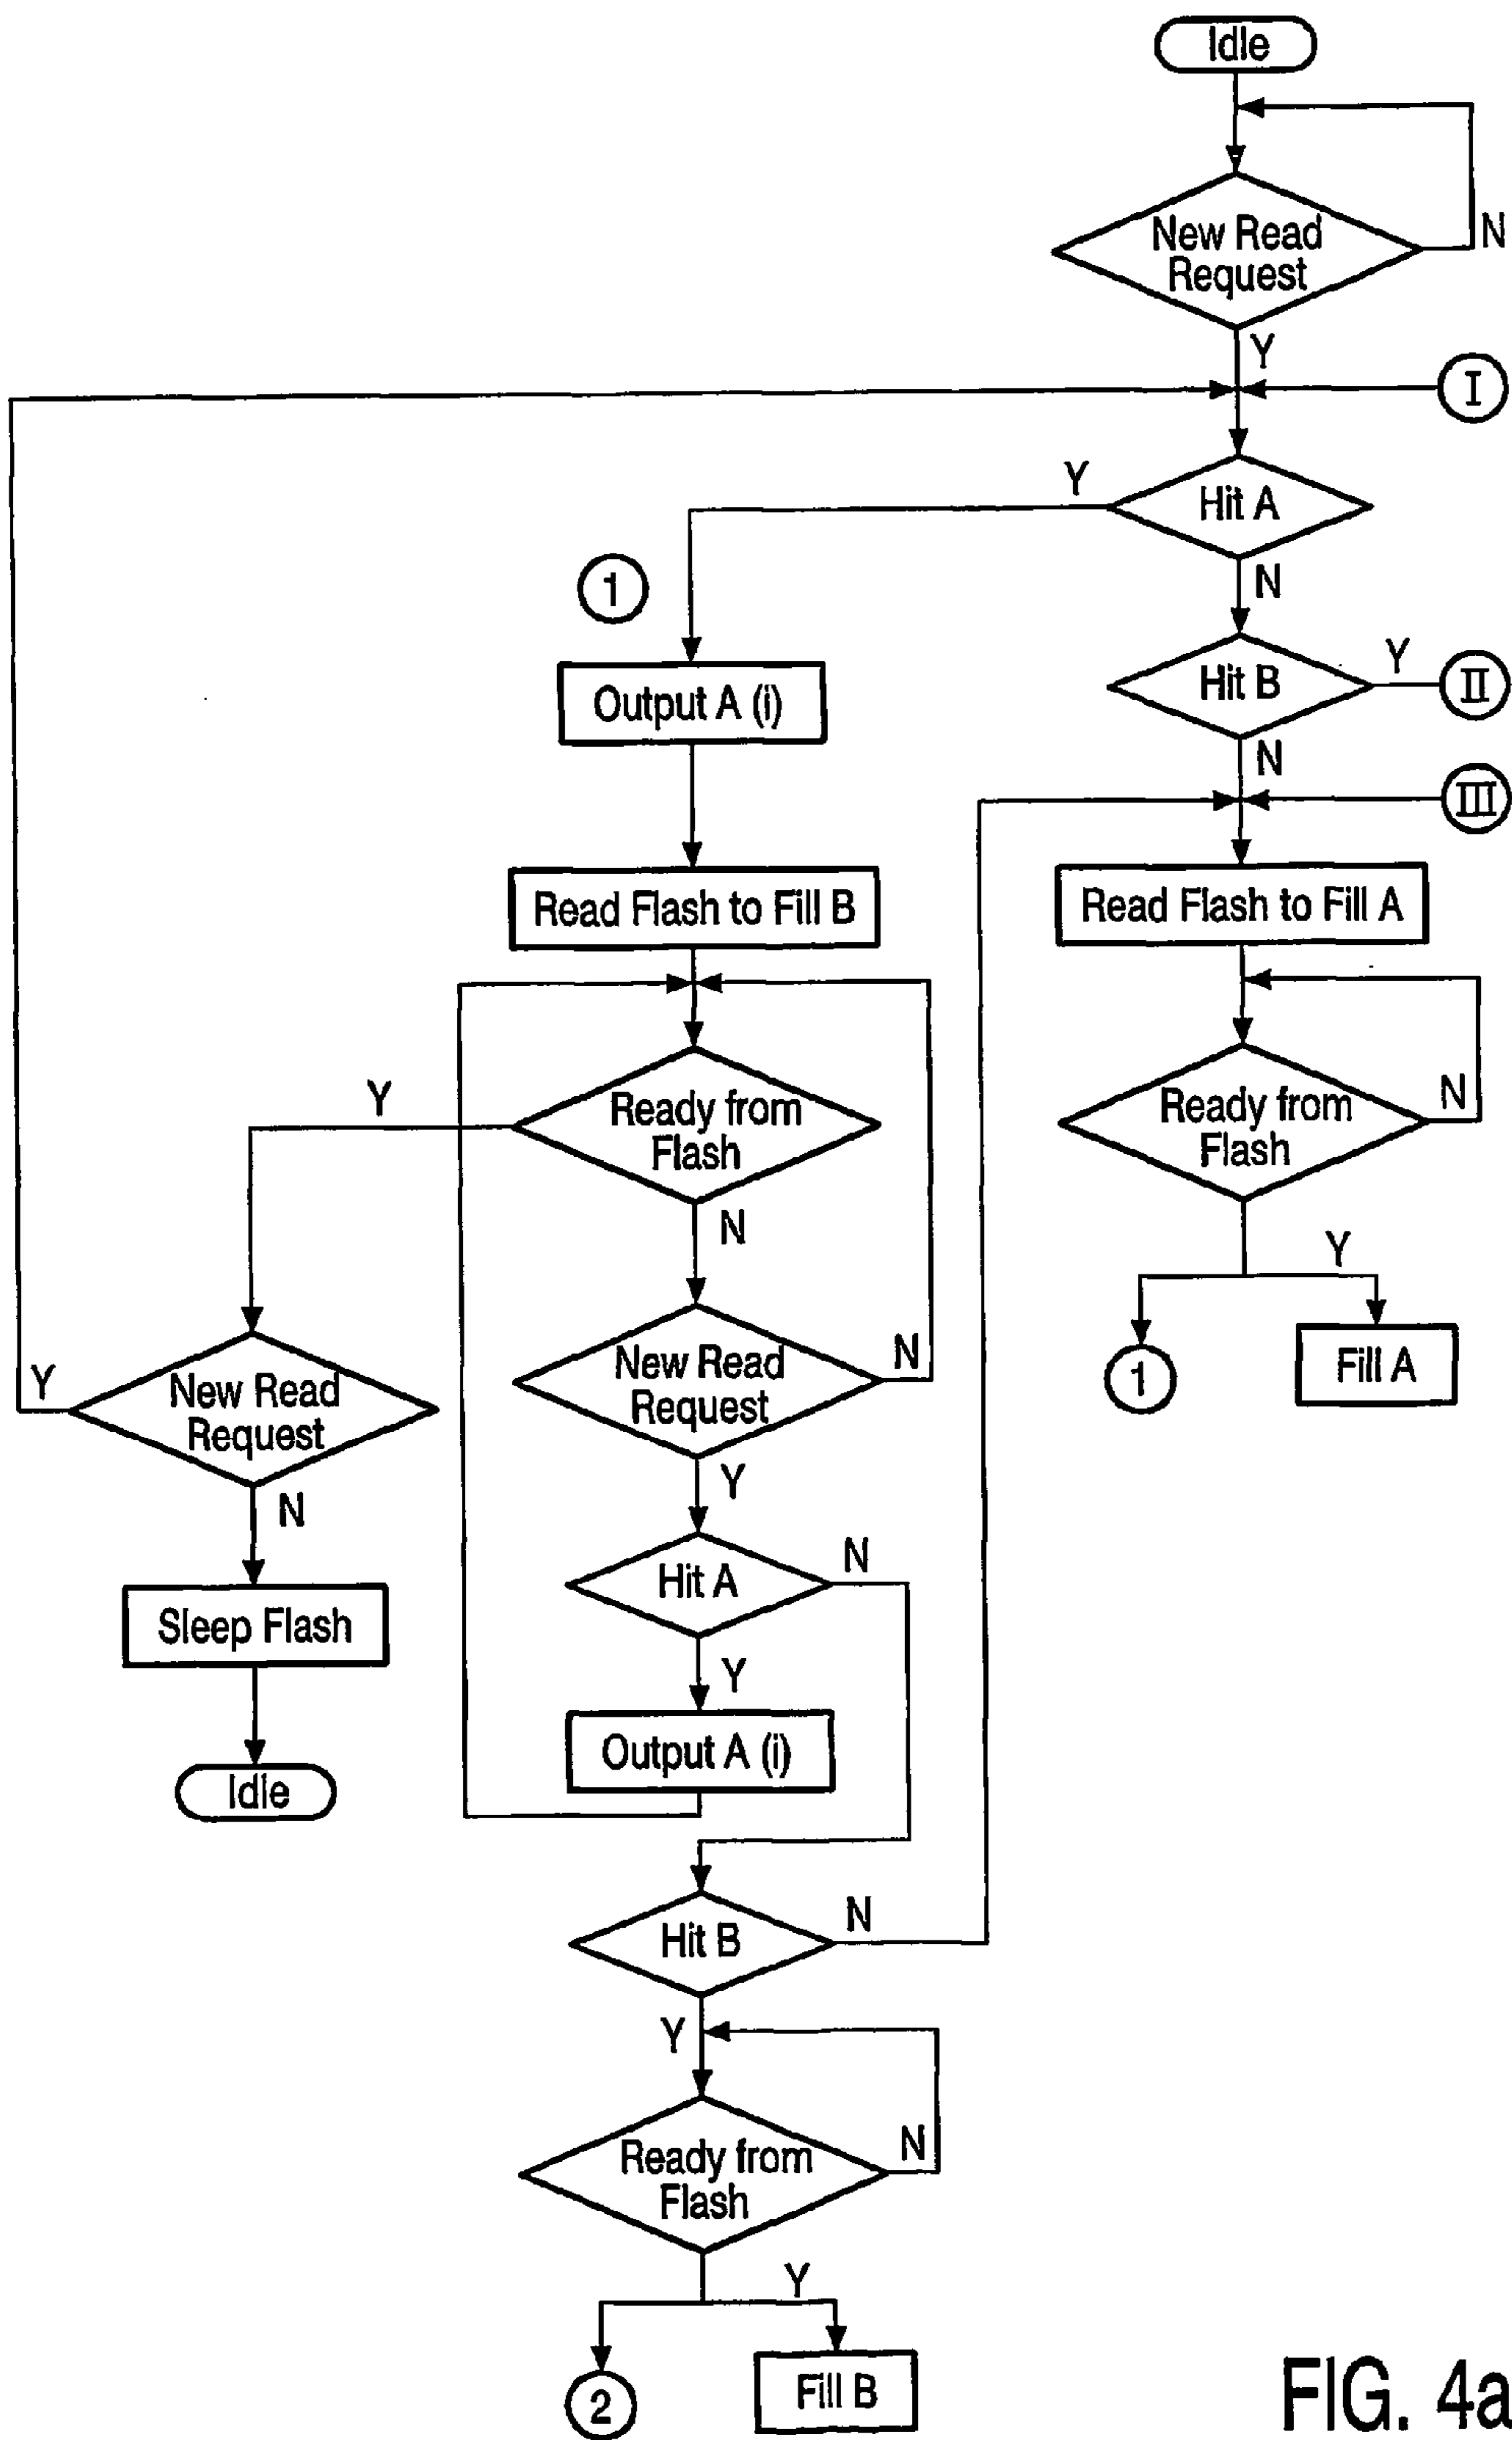 Idle
New Read
Request
N
Y
I
Hit A
Y
N
1
Hit B
Y
II
N
III
Output A (i)
Read Flash to Fill B
Read Flash to Fill A
Ready from
Flash
Y
N
Ready from
Flash
N
Y
1
Fill A
New Read
Request
Y
N
New Read
Request
N
Y
Sleep Flash
Idle
Hit A
N
Y
Output A (i)
Hit B
N
Y
Ready from
Flash
N
Y
2
Fill B
FIG. 4a